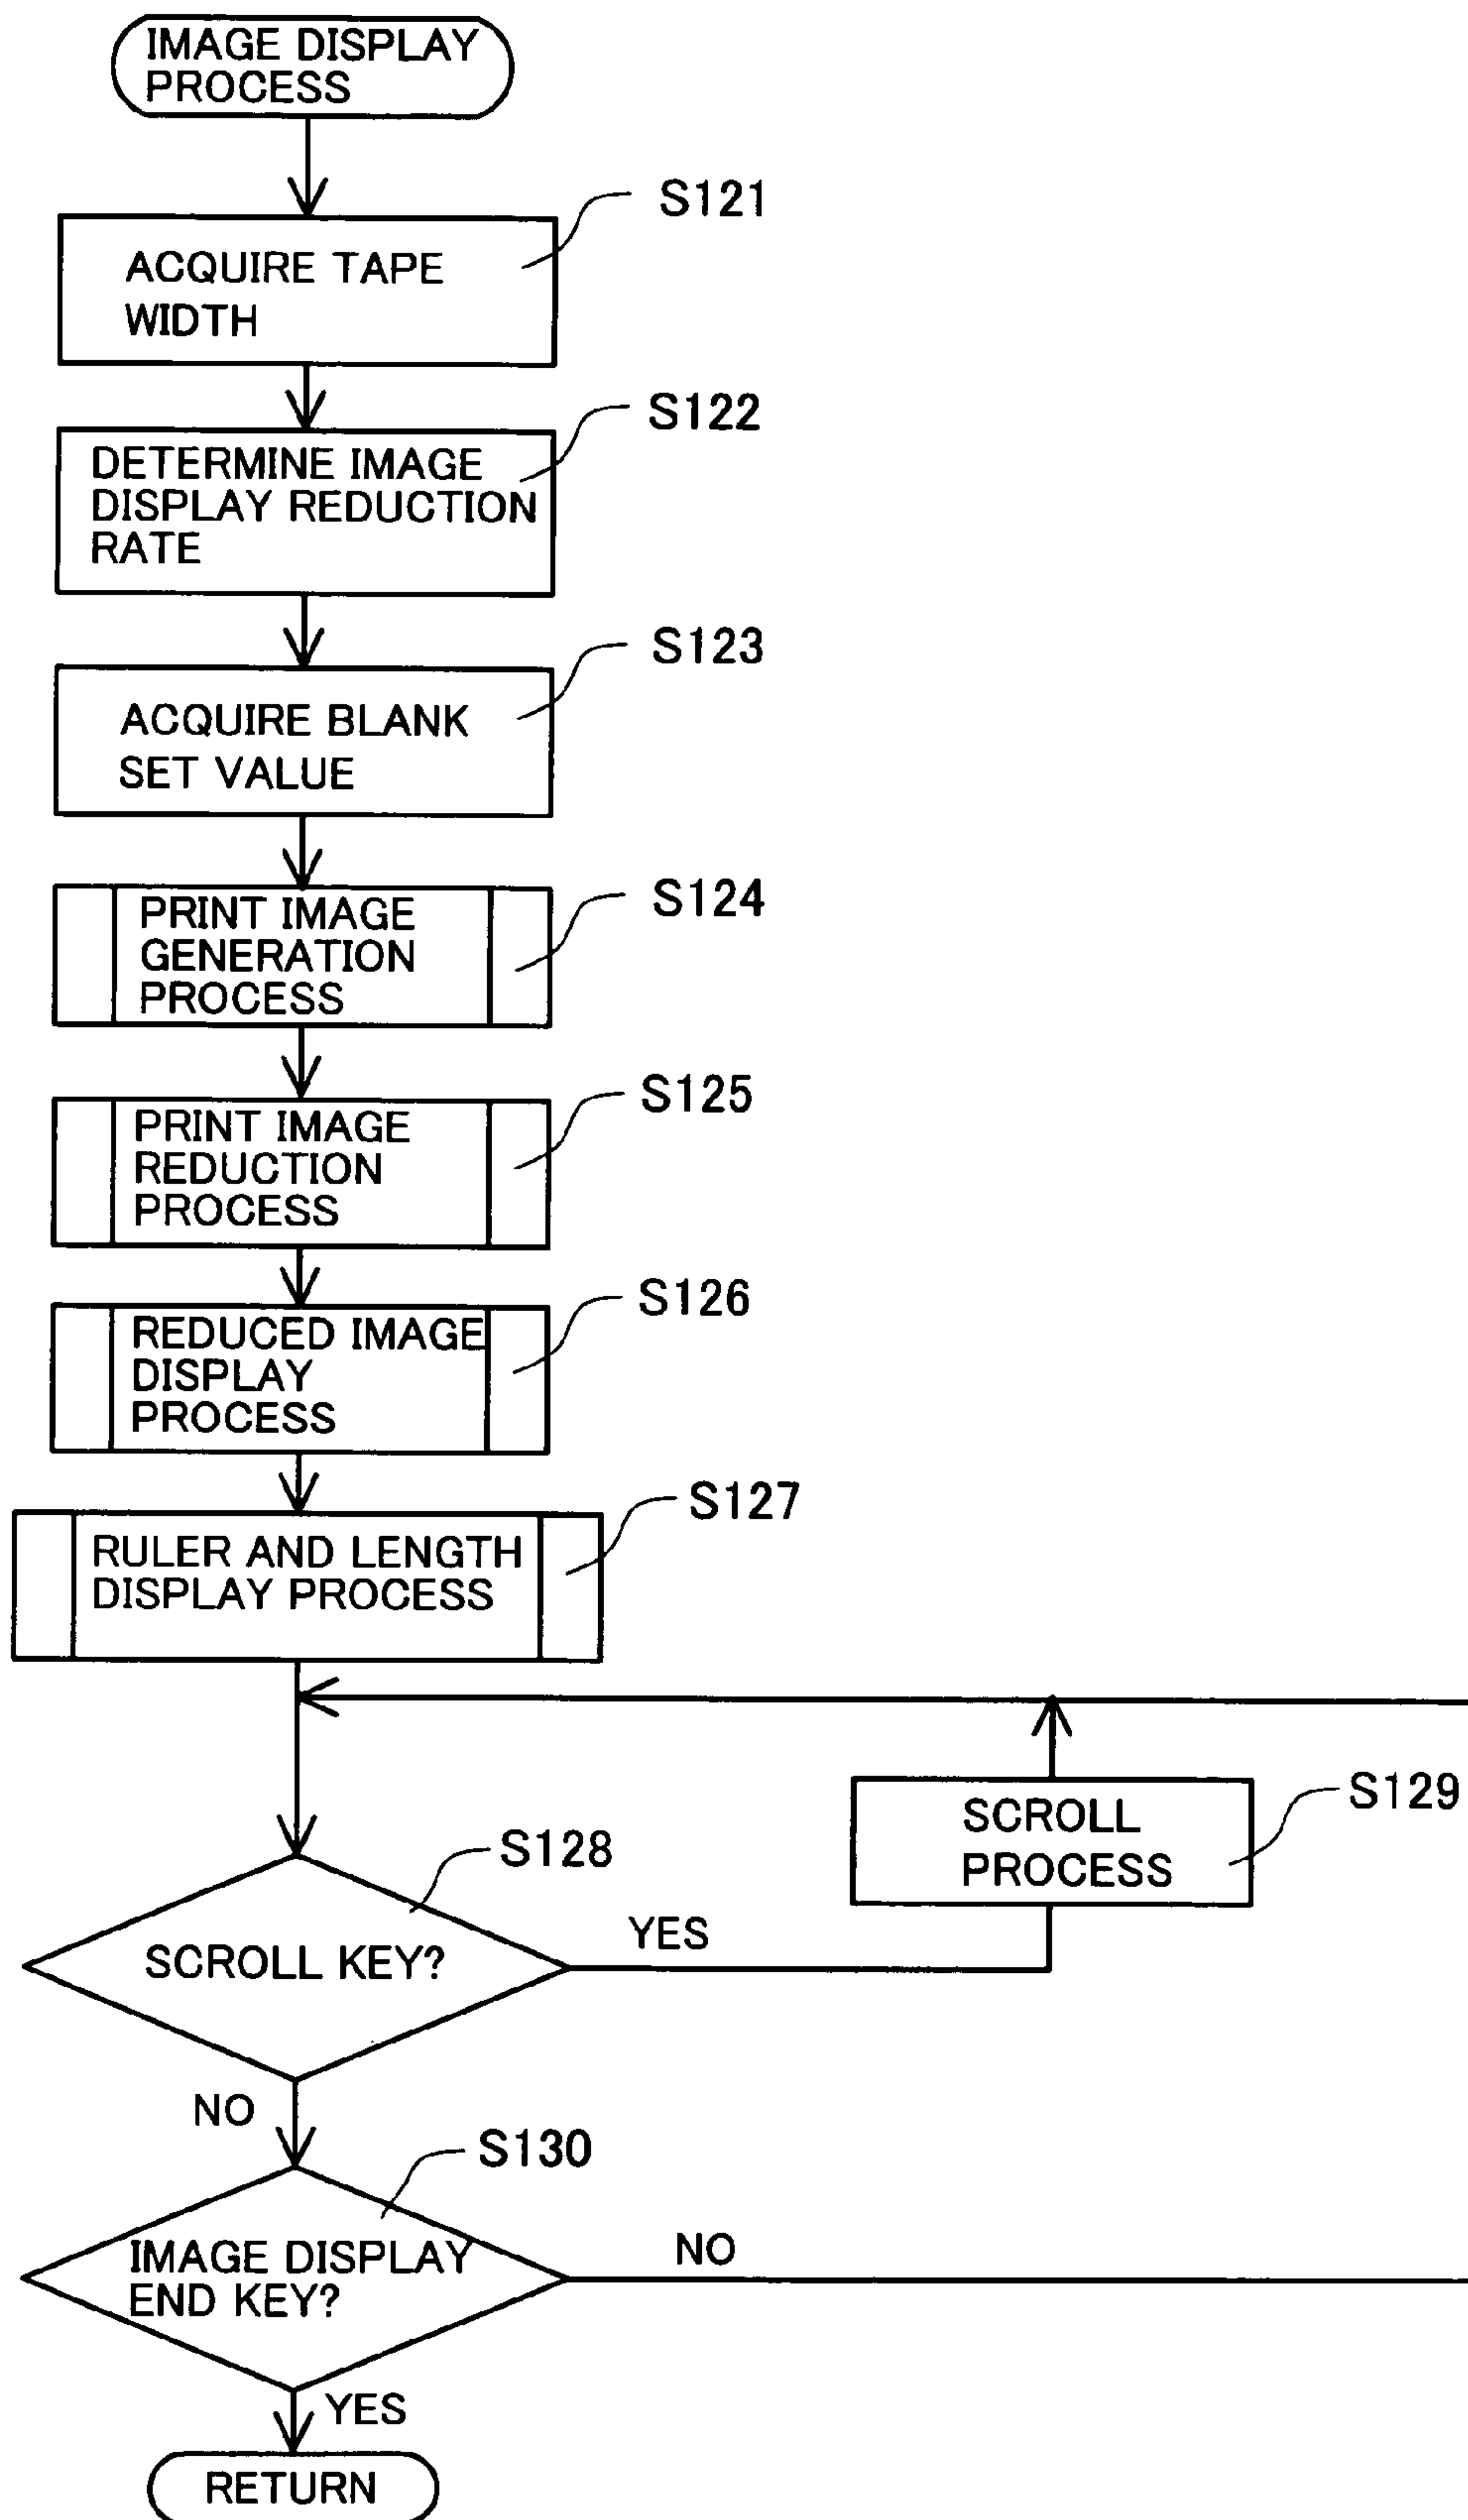 IMAGE DISPLAY
PROCESS
S121
ACQUIRE TAPE
WIDTH
S122
DETERMINE IMAGE
DISPLAY REDUCTION
RATE
S123
ACQUIRE BLANK
SET VALUE
S124
PRINT IMAGE
GENERATION
PROCESS
S125
PRINT IMAGE
REDUCTION
PROCESS
S126
REDUCED IMAGE
DISPLAY
PROCESS
S127
RULER AND LENGTH
DISPLAY PROCESS
S129
SCROLL
PROCESS
S128
SCROLL KEY?
YES
NO
S130
IMAGE DISPLAY
END KEY?
NO
YES
RETURN